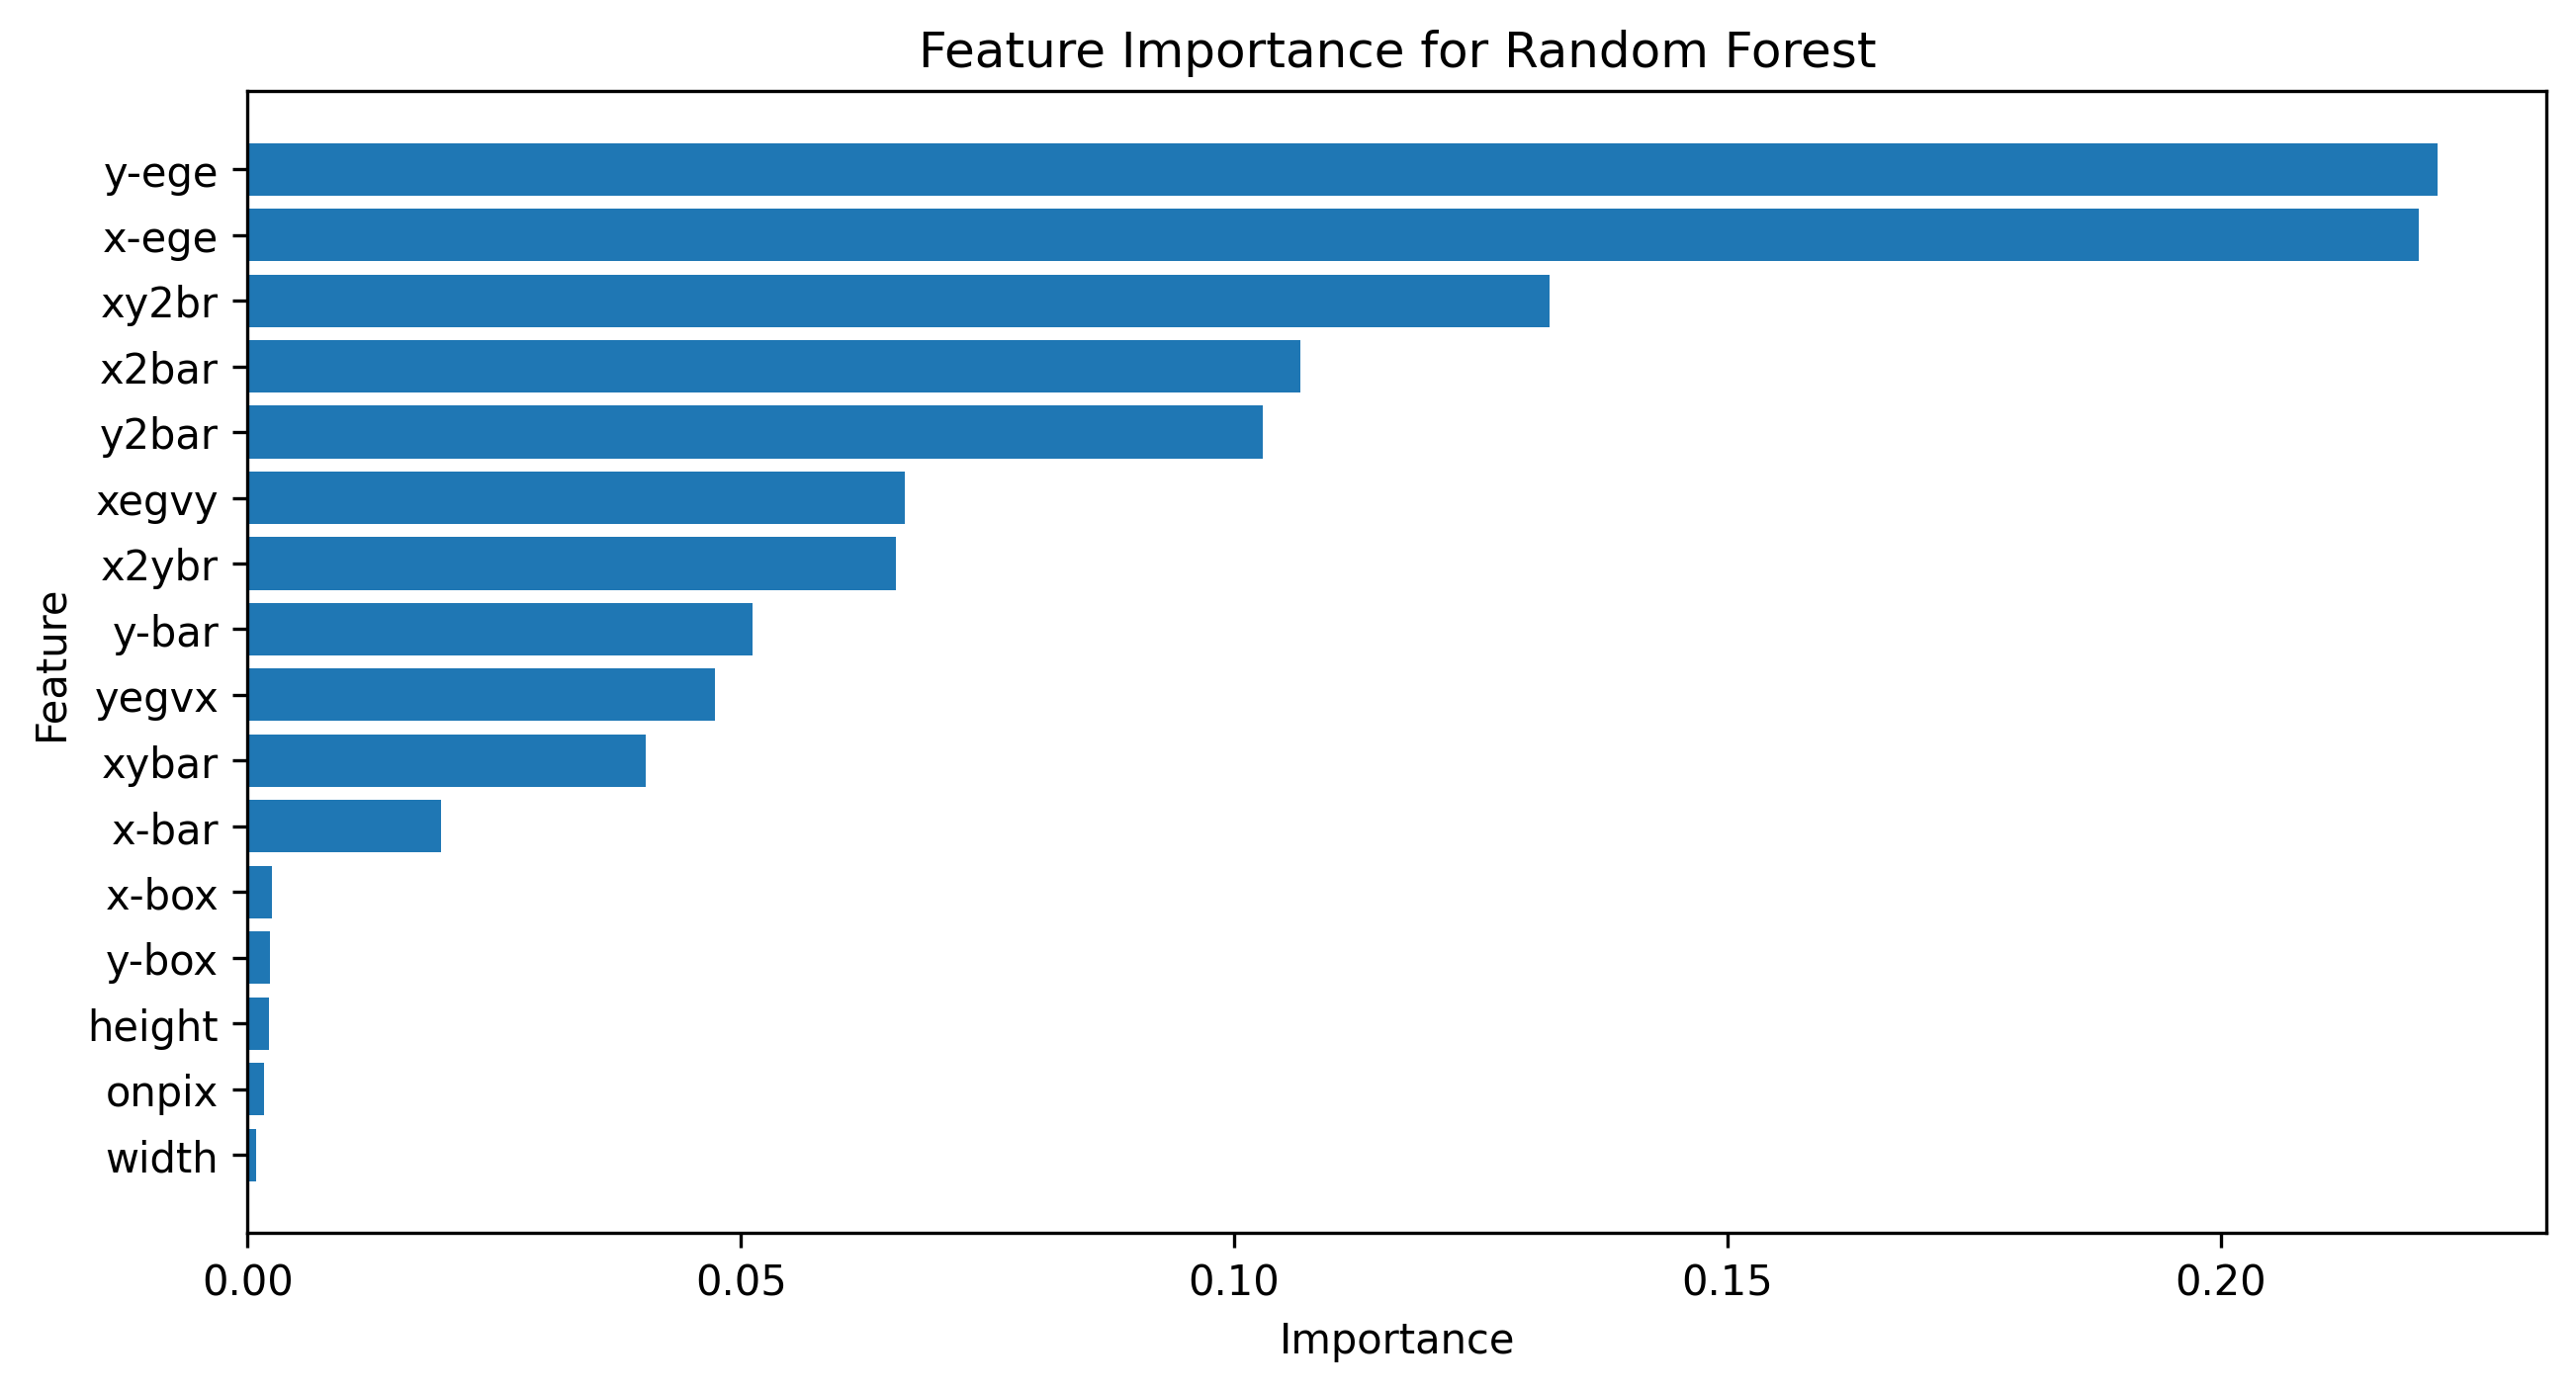 Feature Importance for Random Forest
y-ege
x-ege
xy2br
x2bar
y2bar
xegvy
x2ybr
y-bar
yegvx
xybar
x-bar
x-box
y-box
height
onpix
width
Feature
0.00 0.05 0.10 0.15 0.20
Importance